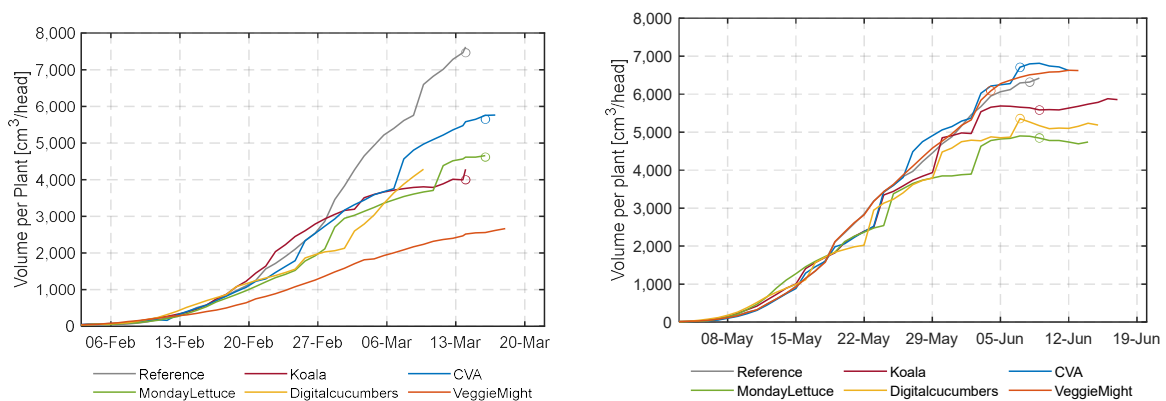 8,000
7,000
6,000
5,000
4,000
3,000
2,000
1,000
0
Volume per Plant [cm³/head]
06-Feb 13-Feb 20-Feb 27-Feb 06-Mar 13-Mar 20-Mar
Reference Koala CVA
MondayLettuce Digitalcucumbers VeggieMight
8,000
7,000
6,000
5,000
4,000
3,000
2,000
1,000
0
Volume per plant [cm³/head]
08-May 15-May 22-May 29-May 05-Jun 12-Jun 19-Jun
Reference Koala CVA
MondayLettuce Digitalcucumbers VeggieMight